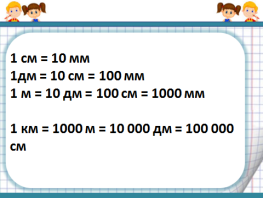 1 см = 10 мм
1дм = 10 см = 100 мм
1 м = 10 дм = 100 см = 1000 мм
1 км = 1000 м = 10 000 дм = 100 000
см